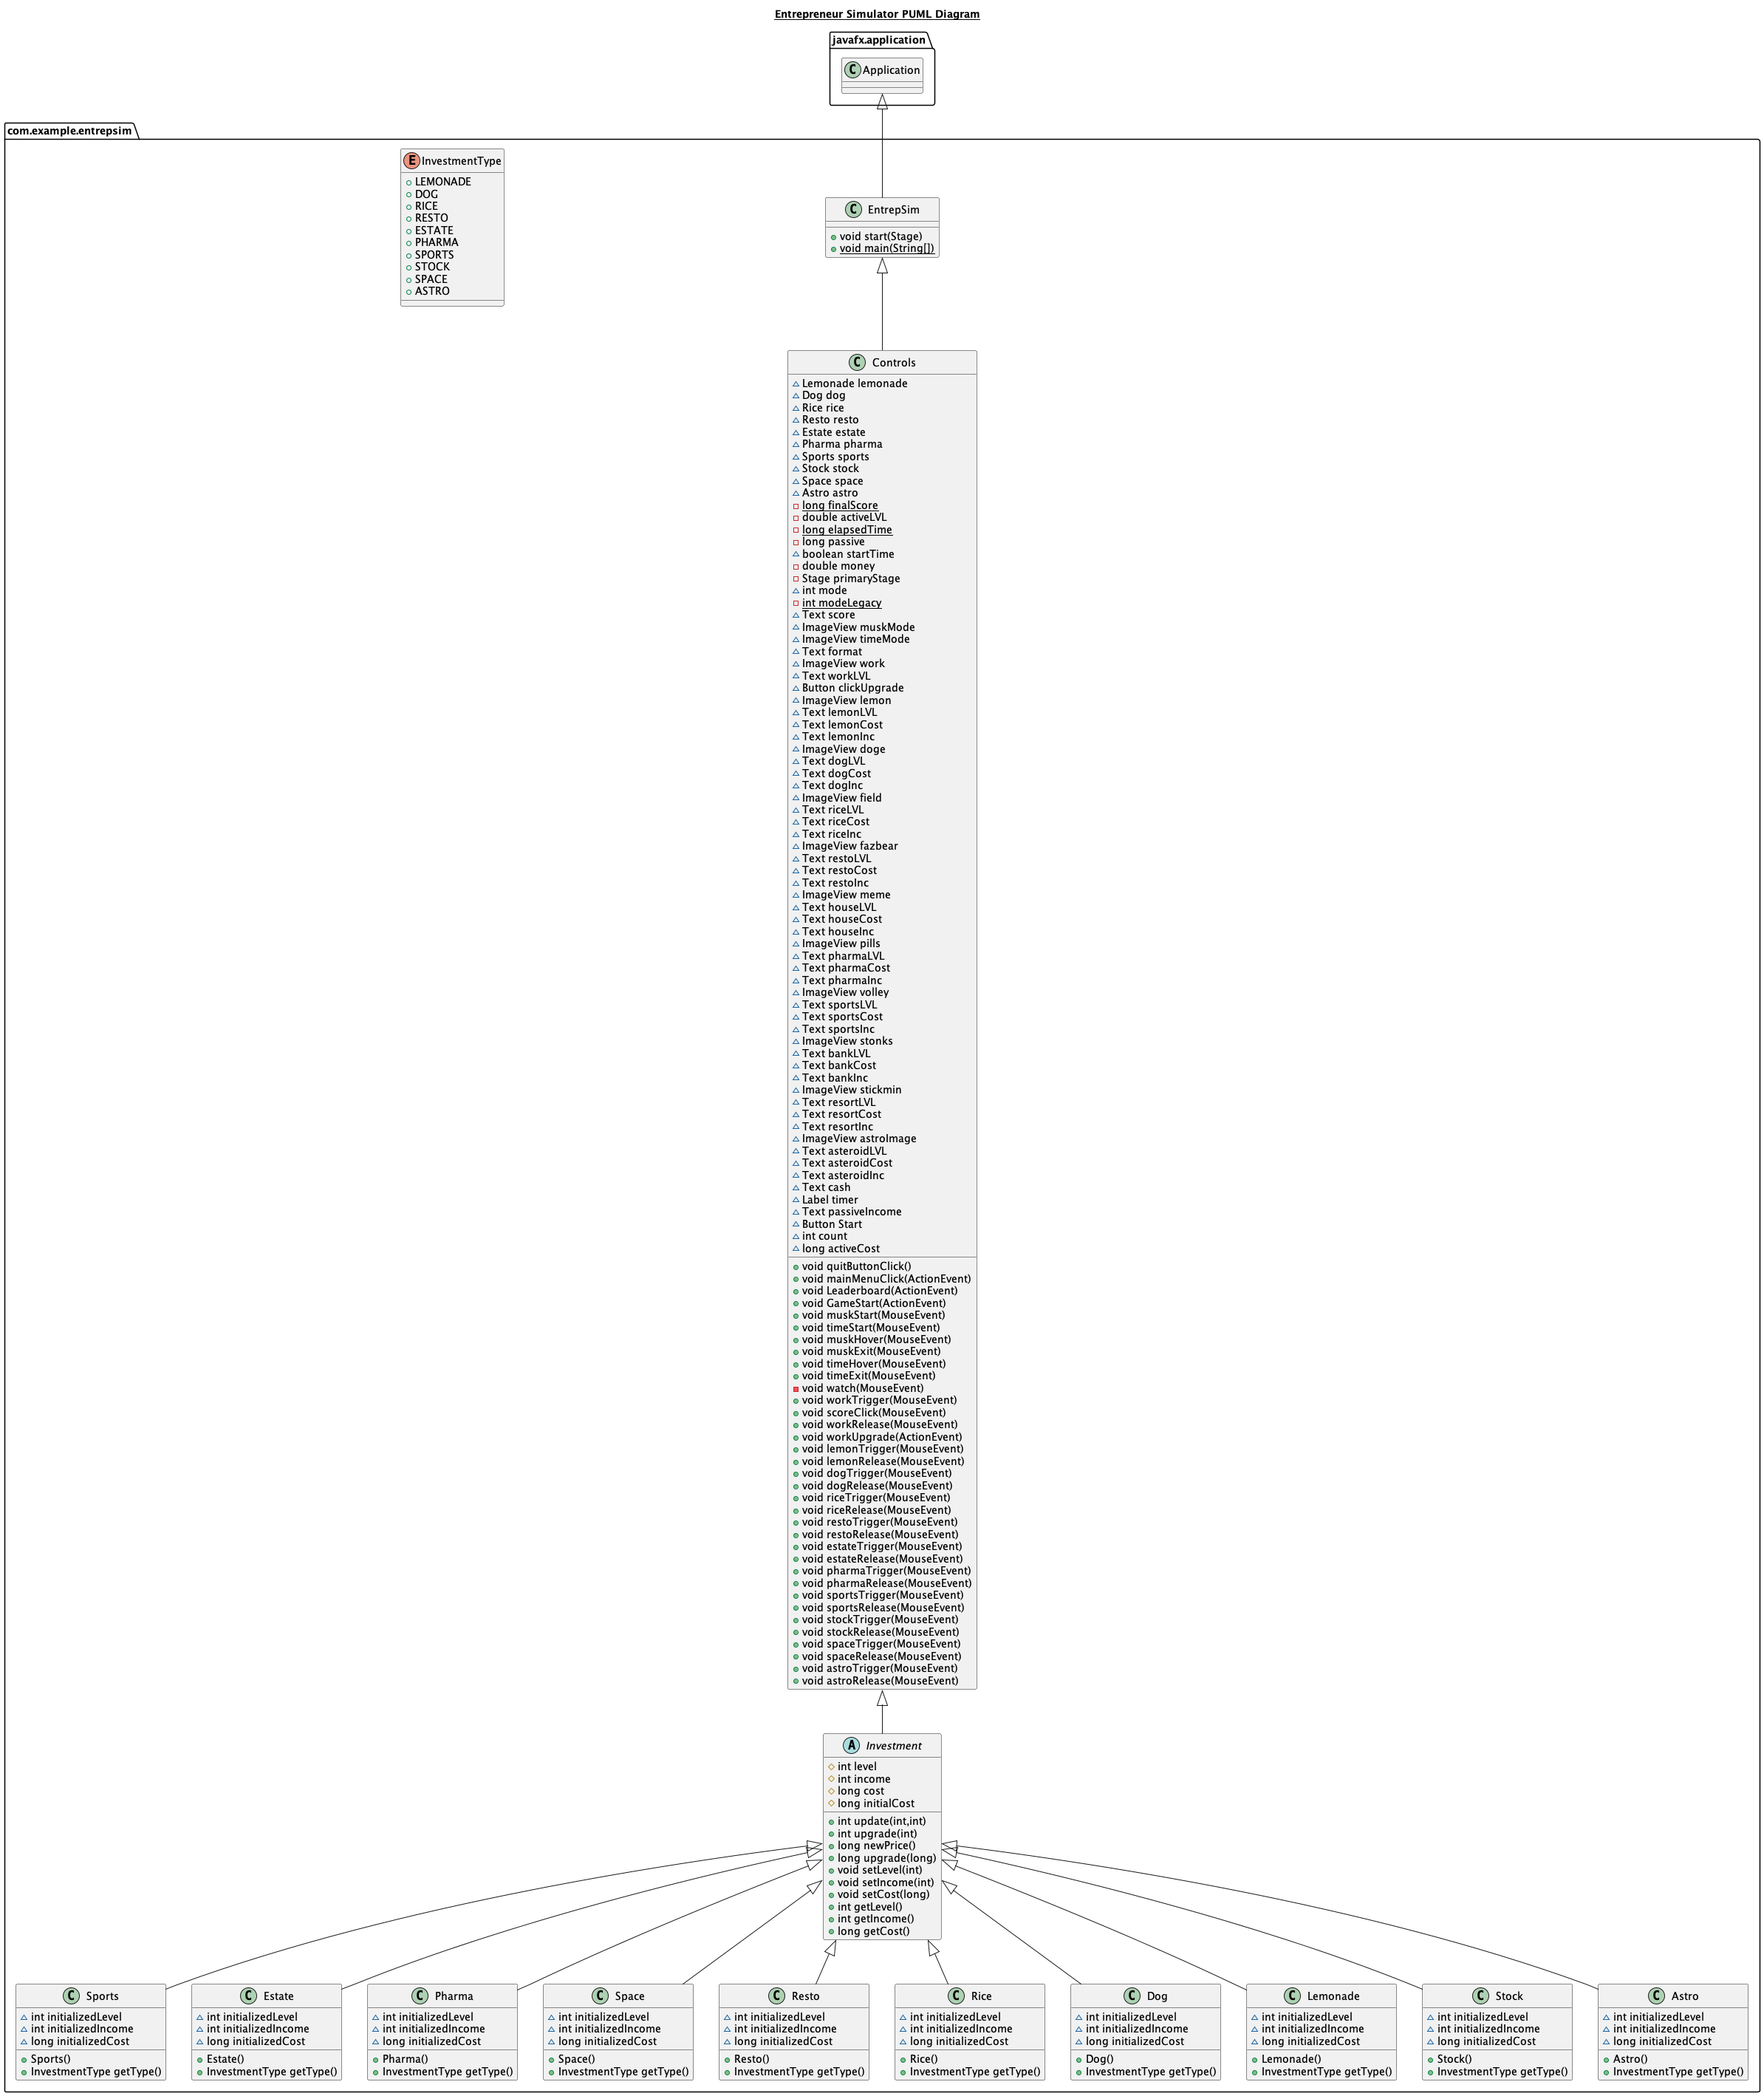 Entrepreneur Simulator PUML Diagram
javafx.application
C Application
com.example.entrepsim
E InvestmentType
LEMONADE
DOG
RICE
RESTO
ESTATE
PHARMA
SPORTS
STOCK
SPACE
ASTRO
C EntrepSim
void start(Stage)
void main(String[])
C Controls
Lemonade lemonade
Dog dog
Rice rice
Resto resto
Estate estate
Pharma pharma
Sports sports
Stock stock
Space space
Astro astro
long finalScore
double activeLVL
long elapsedTime
long passive
boolean startTime
double money
Stage primaryStage
int mode
int modeLegacy
Text score
ImageView muskMode
ImageView timeMode
Text format
ImageView work
Text workLVL
Button clickUpgrade
ImageView lemon
Text lemonLVL
Text lemonCost
Text lemonInc
ImageView doge
Text dogLVL
Text dogCost
Text dogInc
ImageView field
Text riceLVL
Text riceCost
Text riceInc
ImageView fazbear
Text restoLVL
Text restoCost
Text restoInc
ImageView meme
Text houseLVL
Text houseCost
Text houseInc
ImageView pills
Text pharmaLVL
Text pharmaCost
Text pharmaInc
ImageView volley
Text sportsLVL
Text sportsCost
Text sportsInc
ImageView stonks
Text bankLVL
Text bankCost
Text bankInc
ImageView stickmin
Text resortLVL
Text resortCost
Text resortInc
ImageView astroImage
Text asteroidLVL
Text asteroidCost
Text asteroidInc
Text cash
Label timer
Text passiveIncome
Button Start
int count
long activeCost
void quitButtonClick()
void mainMenuClick(ActionEvent)
void Leaderboard(ActionEvent)
void GameStart(ActionEvent)
void muskStart(MouseEvent)
void timeStart(MouseEvent)
void muskHover(MouseEvent)
void muskExit(MouseEvent)
void timeHover(MouseEvent)
void timeExit(MouseEvent)
void watch(MouseEvent)
void workTrigger(MouseEvent)
void scoreClick(MouseEvent)
void workRelease(MouseEvent)
void workUpgrade(ActionEvent)
void lemonTrigger(MouseEvent)
void lemonRelease(MouseEvent)
void dogTrigger(MouseEvent)
void dogRelease(MouseEvent)
void riceTrigger(MouseEvent)
void riceRelease(MouseEvent)
void restoTrigger(MouseEvent)
void restoRelease(MouseEvent)
void estateTrigger(MouseEvent)
void estateRelease(MouseEvent)
void pharmaTrigger(MouseEvent)
void pharmaRelease(MouseEvent)
void sportsTrigger(MouseEvent)
void sportsRelease(MouseEvent)
void stockTrigger(MouseEvent)
void stockRelease(MouseEvent)
void spaceTrigger(MouseEvent)
void spaceRelease(MouseEvent)
void astroTrigger(MouseEvent)
void astroRelease(MouseEvent)
A Investment
int level
int income
long cost
long initialCost
int update(int,int)
int upgrade(int)
long newPrice()
long upgrade(long)
void setLevel(int)
void setIncome(int)
void setCost(long)
int getLevel()
int getIncome()
long getCost()
C Sports
int initializedLevel
int initializedIncome
long initializedCost
Sports()
InvestmentType getType()
C Estate
int initializedLevel
int initializedIncome
long initializedCost
Estate()
InvestmentType getType()
C Pharma
int initializedLevel
int initializedIncome
long initializedCost
Pharma()
InvestmentType getType()
C Space
int initializedLevel
int initializedIncome
long initializedCost
Space()
InvestmentType getType()
C Resto
int initializedLevel
int initializedIncome
long initializedCost
Resto()
InvestmentType getType()
C Rice
int initializedLevel
int initializedIncome
long initializedCost
Rice()
InvestmentType getType()
C Dog
int initializedLevel
int initializedIncome
long initializedCost
Dog()
InvestmentType getType()
C Lemonade
int initializedLevel
int initializedIncome
long initializedCost
Lemonade()
InvestmentType getType()
C Stock
int initializedLevel
int initializedIncome
long initializedCost
Stock()
InvestmentType getType()
C Astro
int initializedLevel
int initializedIncome
long initializedCost
Astro()
InvestmentType getType()